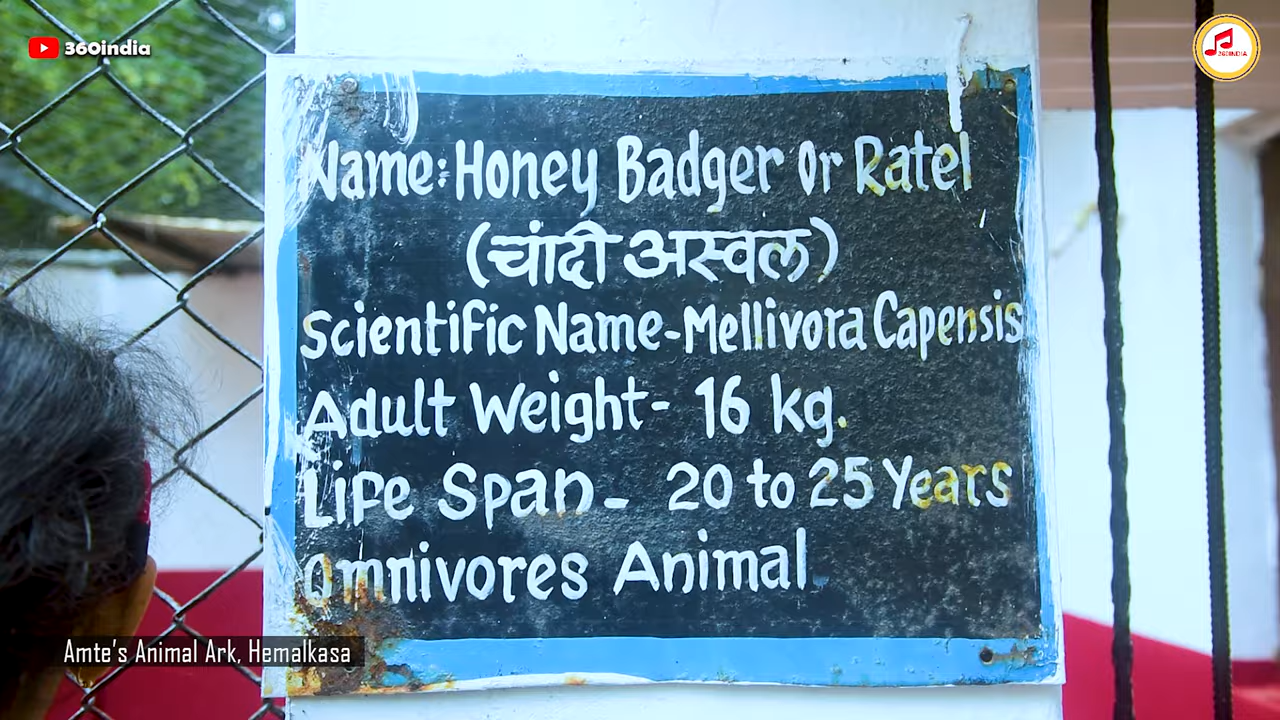 360india
360INDIA
Name: Honey Badger Or Ratel
(चांदी अस्वल)
Scientific Name-Mellivora Capensis
Adult Weight- 16 kg.
Life Span- 20 to 25 Years
Omnivores Animal
Amte's Animal Ark, Hemalkasa